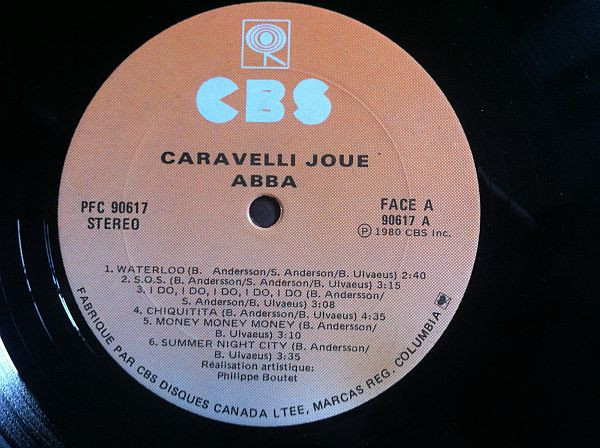 CBS
CARAVELLI JOUE
ABBA
PFC 90617
STEREO
FACE A
90617 A
Ⓟ 1980 CBS Inc.
1. WATERLOO (B. Andersson/S. Anderson/B. Ulvaeus) 2:40
2. S.O.S. (B. Andersson/S. Anderson/B. Ulvaeus) 3:15
3. I DO, I DO, I DO, I DO, I DO (B. Andersson/
S. Anderson/B. Ulvaeus) 3:08
4. CHIQUITITA (B. Andersson/B. Ulvaeus) 4:35
5. MONEY MONEY MONEY (B. Andersson/
B. Ulvaeus) 3:10
6. SUMMER NIGHT CITY (B. Andersson/
B. Ulvaeus) 3:35
Réalisation artistique:
Philippe Boutet
FABRIQUE PAR CBS DISQUES CANADA LTEE, MARCAS REG. COLUMBIA